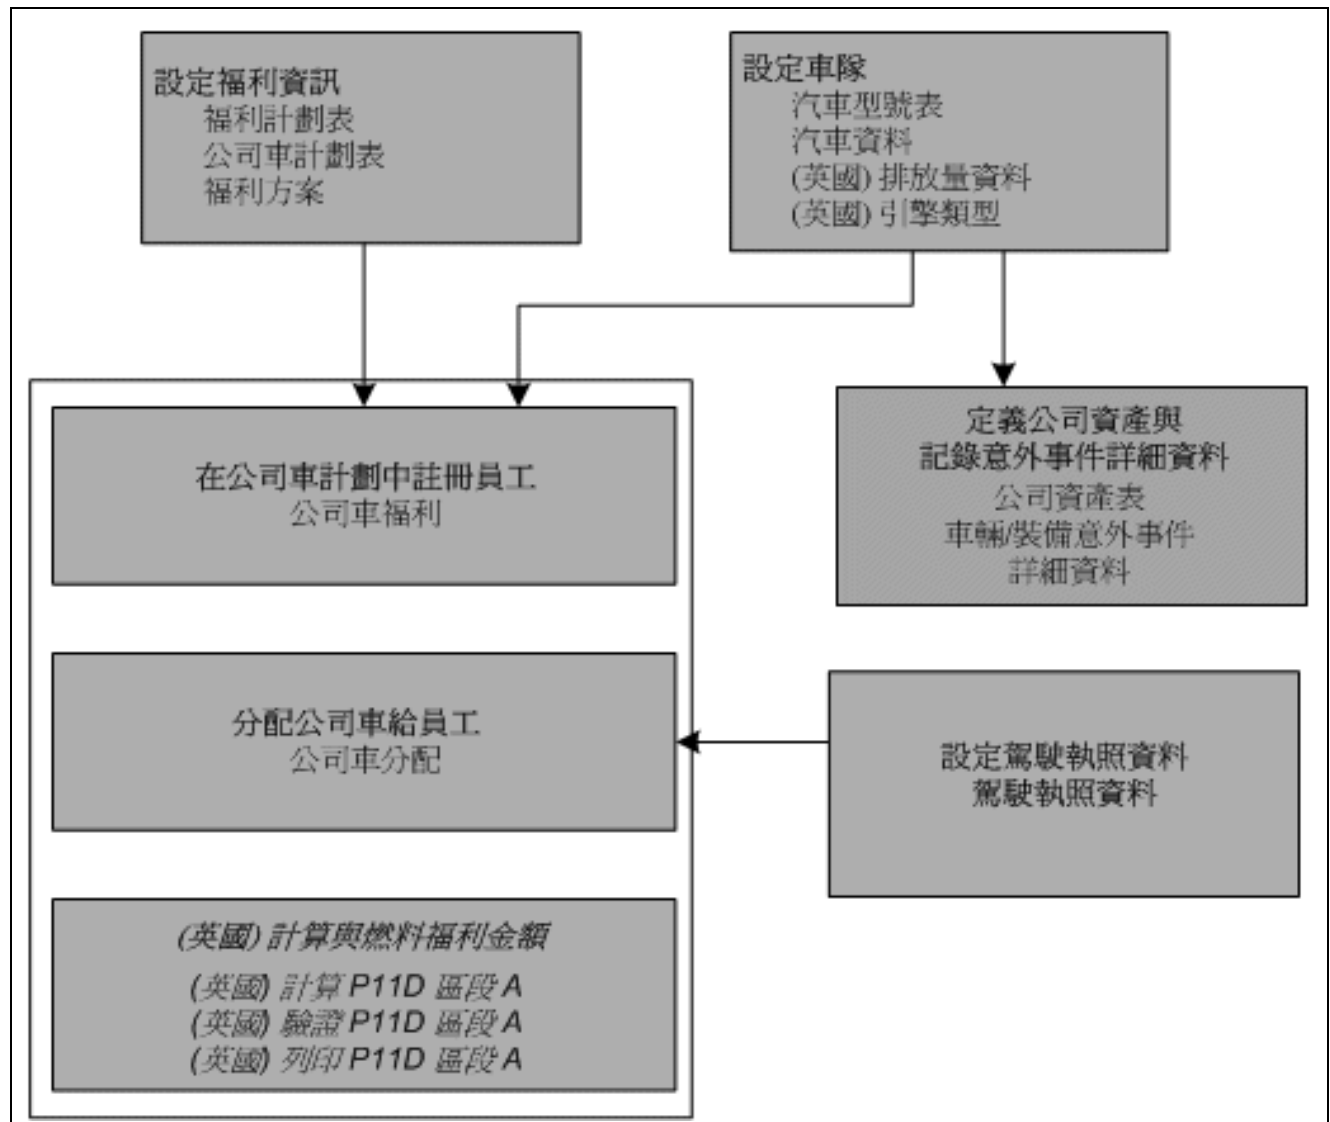 設定福利資訊
福利計劃表
公司車計劃表
福利方案
設定車隊
汽車型號表
汽車資料
(英國) 排放量資料
(英國) 引擎類型
在公司車計劃中註冊員工
公司車福利
定義公司資產與
記錄意外事件詳細資料
公司資產表
車輛/裝備意外事件
詳細資料
分配公司車給員工
公司車分配
設定駕駛執照資料
駕駛執照資料
(英國) 計算與燃料福利金額
(英國) 計算 P11D 區段 A
(英國) 驗證 P11D 區段 A
(英國) 列印 P11D 區段 A